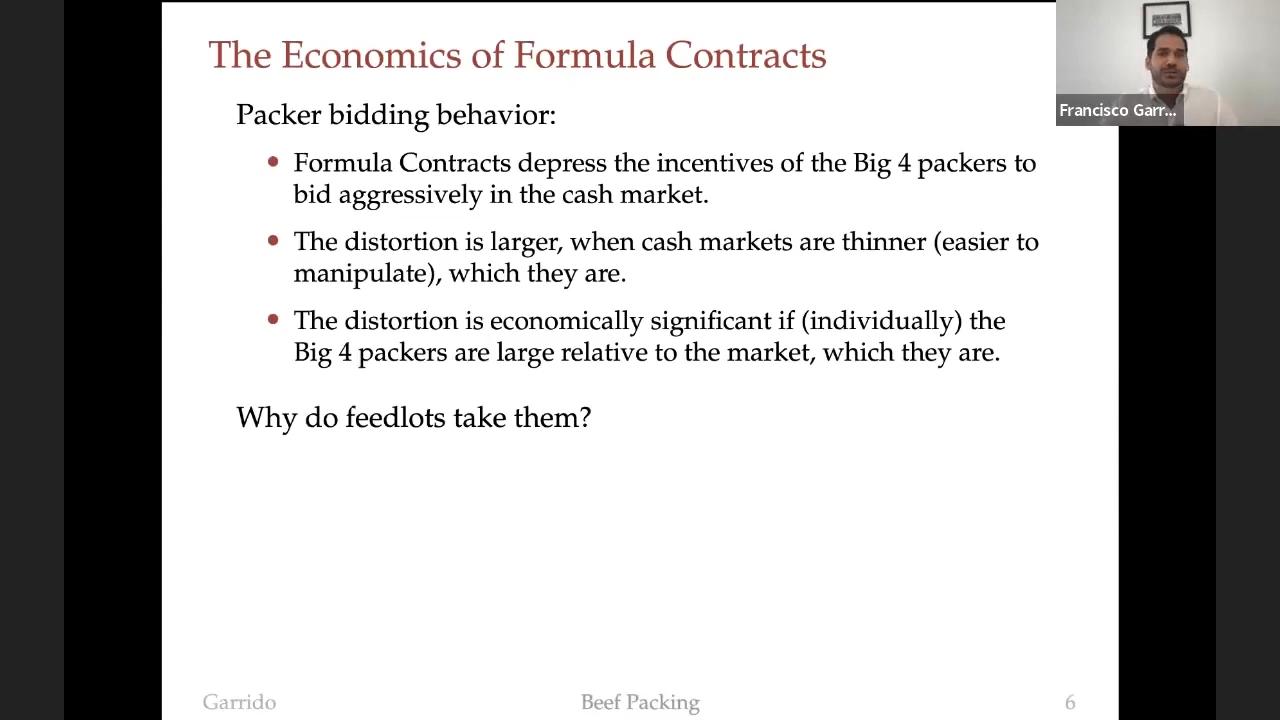 The Economics of Formula Contracts
Packer bidding behavior:
• Formula Contracts depress the incentives of the Big 4 packers to
bid aggressively in the cash market.
• The distortion is larger, when cash markets are thinner (easier to
manipulate), which they are.
• The distortion is economically significant if (individually) the
Big 4 packers are large relative to the market, which they are.
Why do feedlots take them?
Francisco Garr...
Garrido
Beef Packing
6